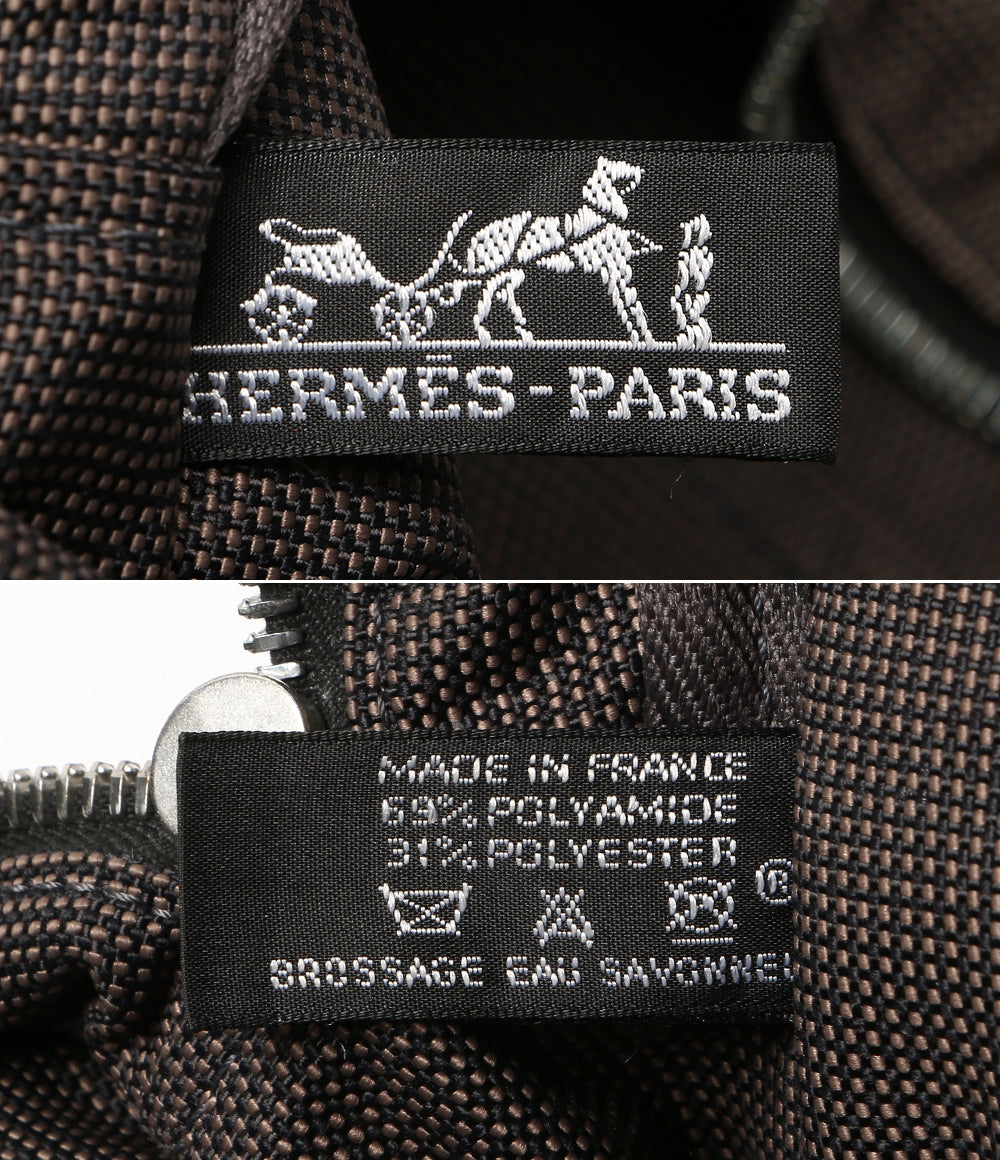 HERMÈS-PARIS
MADE IN FRANCE
69% POLYAMIDE
31% POLYESTER
P
BROSSAGE EAU SAVONNE